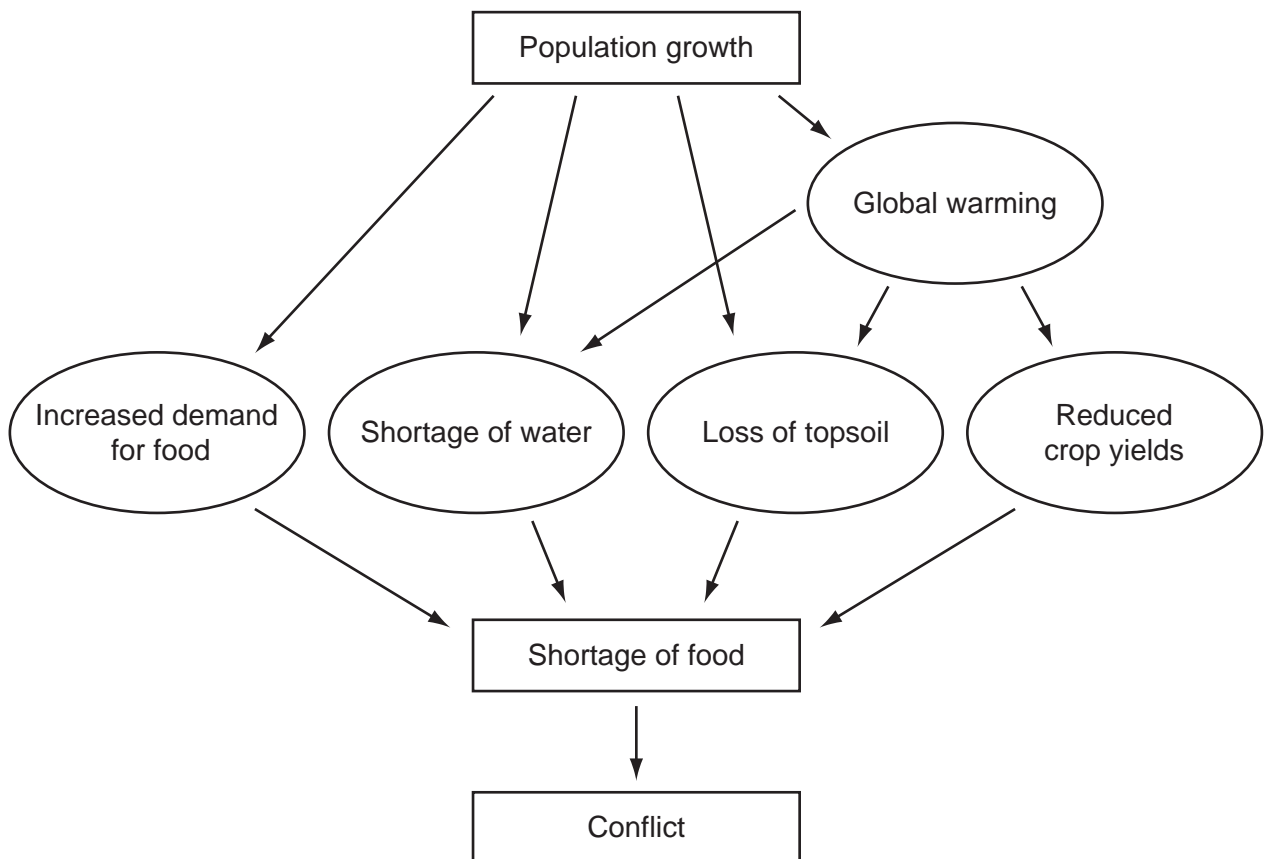 Population growth
Global warming
Increased demand
for food
Shortage of water
Loss of topsoil
Reduced
crop yields
Shortage of food
Conflict